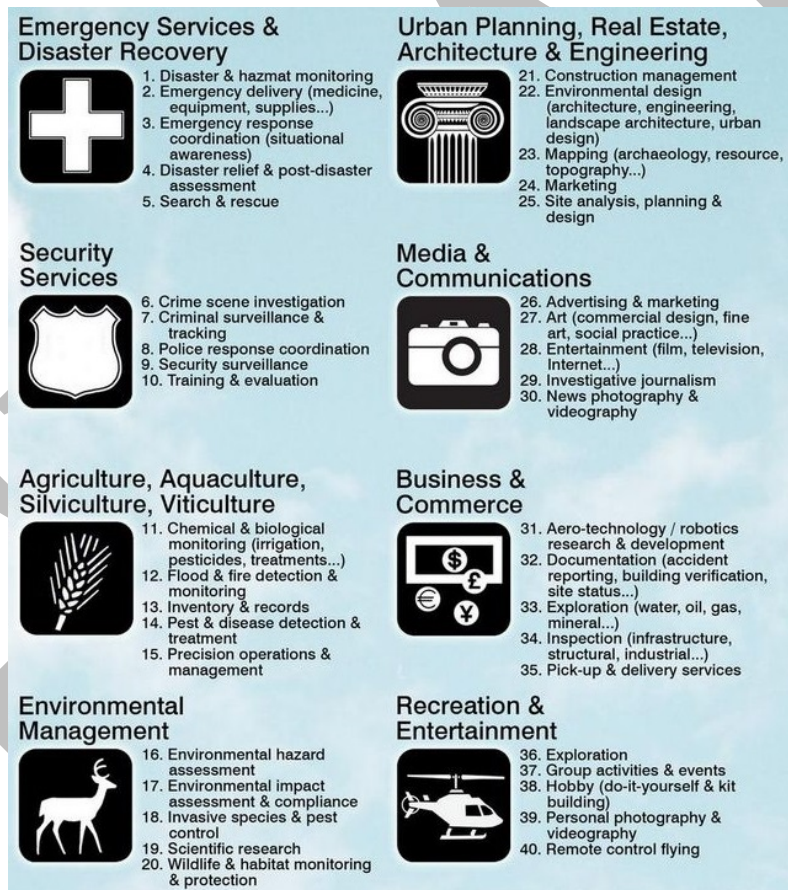 Emergency Services &
Disaster Recovery
1. Disaster & hazmat monitoring
2. Emergency delivery (medicine,
equipment, supplies...)
3. Emergency response
coordination (situational
awareness)
4. Disaster relief & post-disaster
assessment
5. Search & rescue
Security
Services
6. Crime scene investigation
7. Criminal surveillance &
tracking
8. Police response coordination
9. Security surveillance
10. Training & evaluation
Agriculture, Aquaculture,
Silviculture, Viticulture
11. Chemical & biological
monitoring (irrigation,
pesticides, treatments...)
12. Flood & fire detection &
monitoring
13. Inventory & records
14. Pest & disease detection &
treatment
15. Precision operations &
management
Environmental
Management
16. Environmental hazard
assessment
17. Environmental impact
assessment & compliance
18. Invasive species & pest
control
19. Scientific research
20. Wildlife & habitat monitoring
& protection
Urban Planning, Real Estate,
Architecture & Engineering
21. Construction management
22. Environmental design
(architecture, engineering,
landscape architecture, urban
design)
23. Mapping (archaeology, resource,
topography...)
24. Marketing
25. Site analysis, planning &
design
Media &
Communications
26. Advertising & marketing
27. Art (commercial design, fine
art, social practice...)
28. Entertainment (film, television,
Internet...)
29. Investigative journalism
30. News photography &
videography
Business &
Commerce
$
£
€
¥
31. Aero-technology / robotics
research & development
32. Documentation (accident
reporting, building verification,
site status...)
33. Exploration (water, oil, gas,
mineral...)
34. Inspection (infrastructure,
structural, industrial...)
35. Pick-up & delivery services
Recreation &
Entertainment
36. Exploration
37. Group activities & events
38. Hobby (do-it-yourself & kit
building)
39. Personal photography &
videography
40. Remote control flying